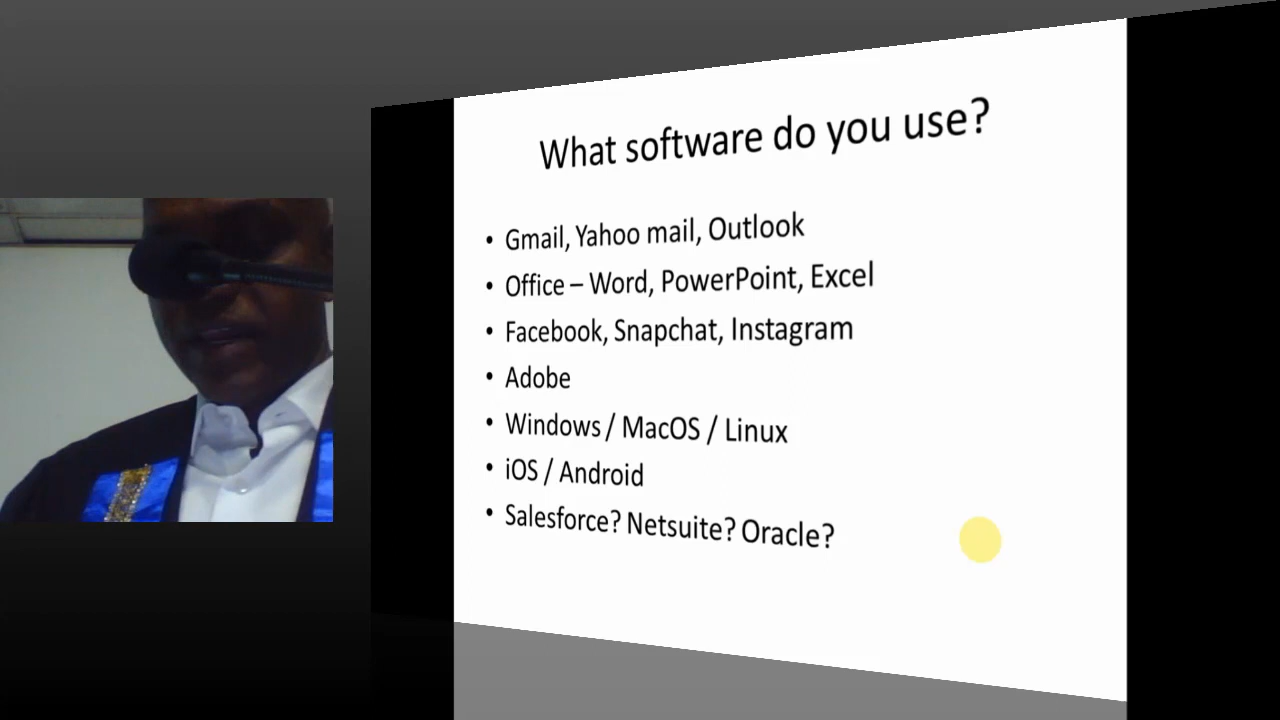 What software do you use?
• Gmail, Yahoo mail, Outlook
• Office – Word, PowerPoint, Excel
• Facebook, Snapchat, Instagram
• Adobe
• Windows / MacOS / Linux
• iOS / Android
• Salesforce? Netsuite? Oracle?